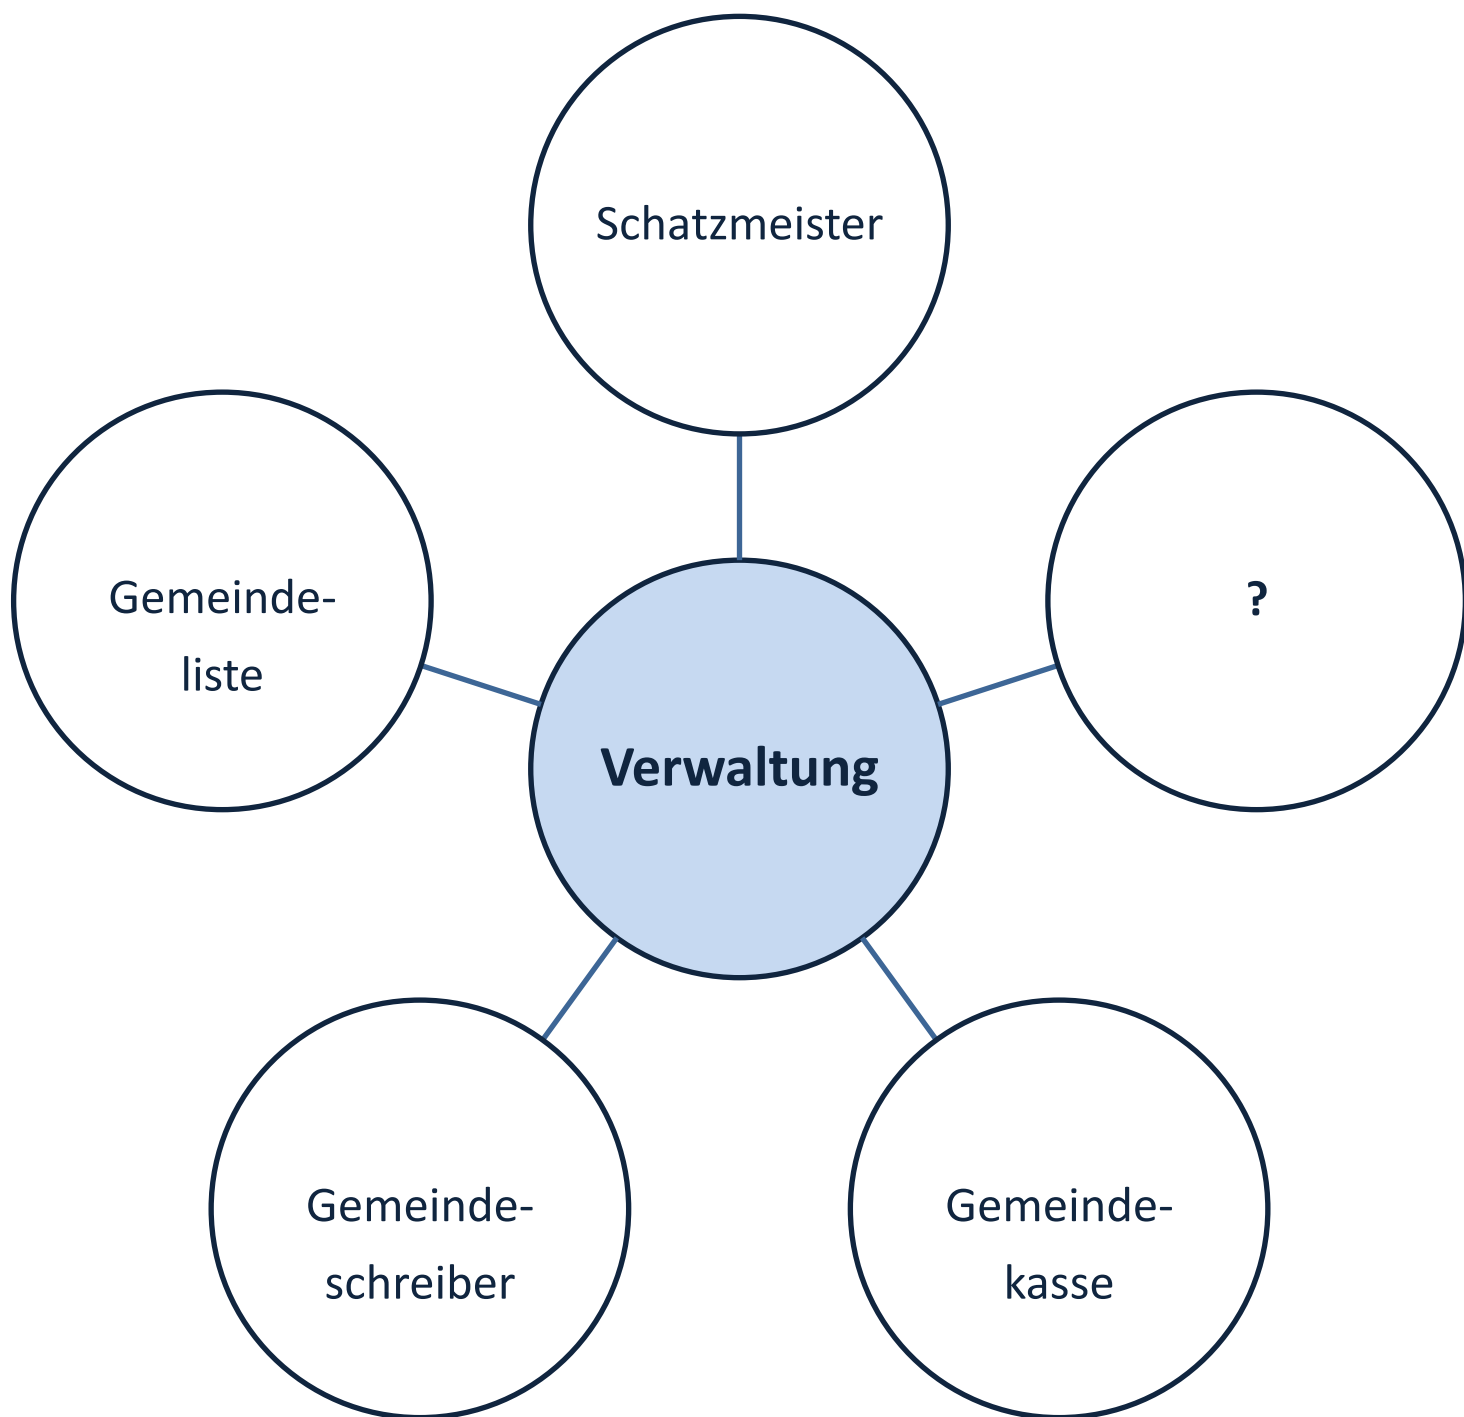 Schatzmeister
Gemeinde-
liste
?
Verwaltung
Gemeinde-
schreiber
Gemeinde-
kasse